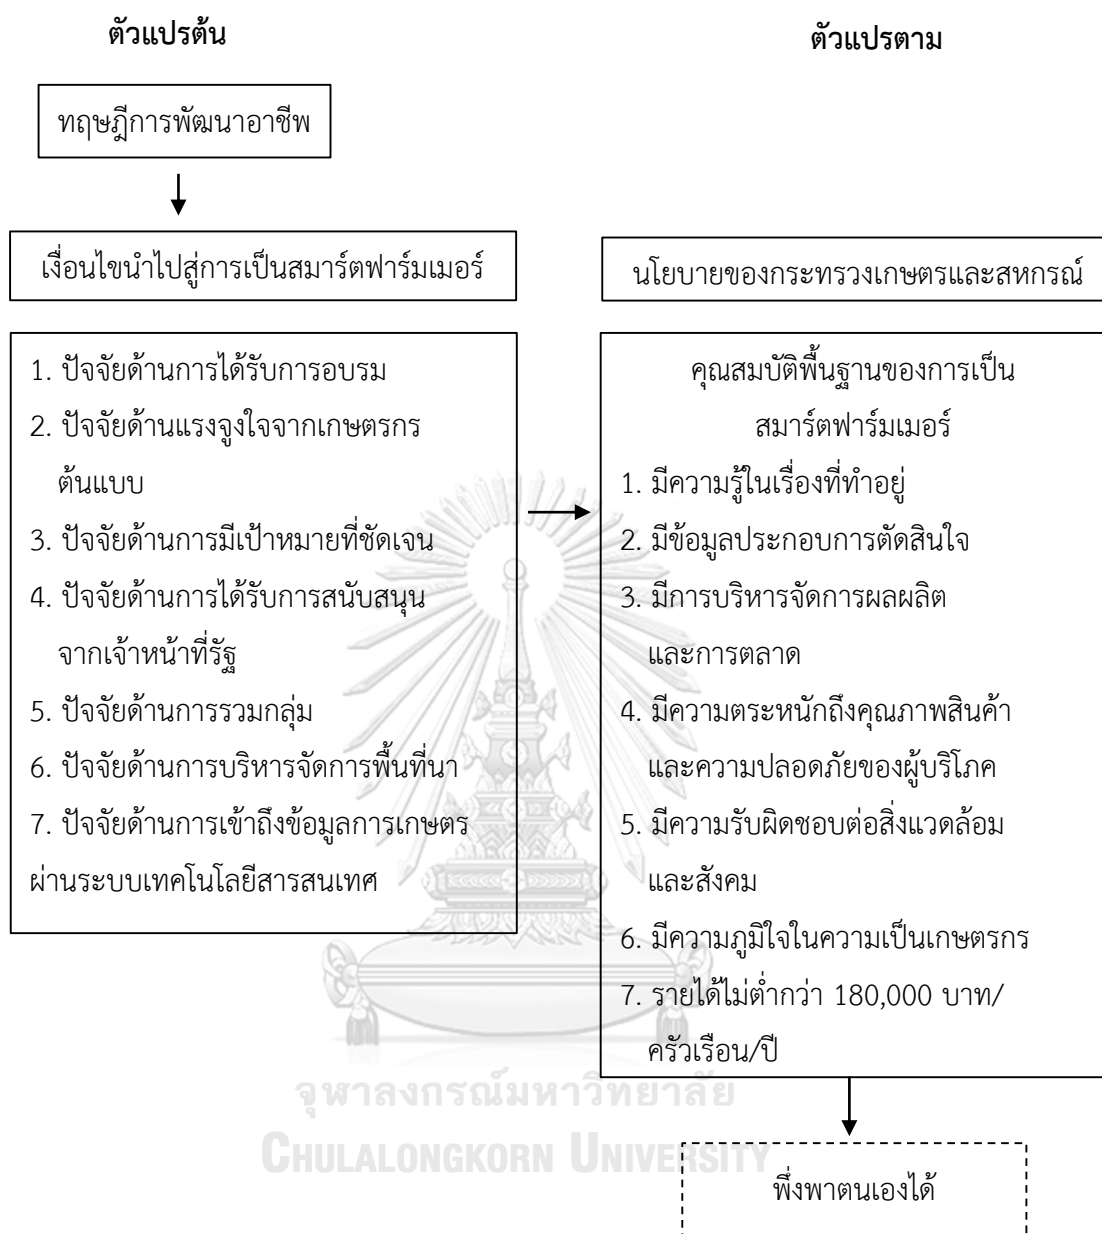 ตัวแปรต้น
ตัวแปรตาม
ทฤษฎีการพัฒนาอาชีพ
เงื่อนไขนำไปสู่การเป็นสมาร์ตฟาร์มเมอร์
1. ปัจจัยด้านการได้รับการอบรม
2. ปัจจัยด้านแรงจูงใจจากเกษตรกร
ต้นแบบ
3. ปัจจัยด้านการมีเป้าหมายที่ชัดเจน
4. ปัจจัยด้านการได้รับการสนับสนุน
จากเจ้าหน้าที่รัฐ
5. ปัจจัยด้านการรวมกลุ่ม
6. ปัจจัยด้านการบริหารจัดการพื้นที่นา
7. ปัจจัยด้านการเข้าถึงข้อมูลการเกษตร
ผ่านระบบเทคโนโลยีสารสนเทศ
นโยบายของกระทรวงเกษตรและสหกรณ์
คุณสมบัติพื้นฐานของการเป็น
สมาร์ตฟาร์มเมอร์
1. มีความรู้ในเรื่องที่ทำอยู่
2. มีข้อมูลประกอบการตัดสินใจ
3. มีการบริหารจัดการผลผลิต
และการตลาด
4. มีความตระหนักถึงคุณภาพสินค้า
และความปลอดภัยของผู้บริโภค
5. มีความรับผิดชอบต่อสิ่งแวดล้อม
และสังคม
6. มีความภูมิใจในความเป็นเกษตรกร
7. รายได้ไม่ต่ำกว่า 180,000 บาท/
ครัวเรือน/ปี
พึ่งพาตนเองได้
จุฬาลงกรณ์มหาวิทยาลัย
CHULALONGKORN UNIVERSITY